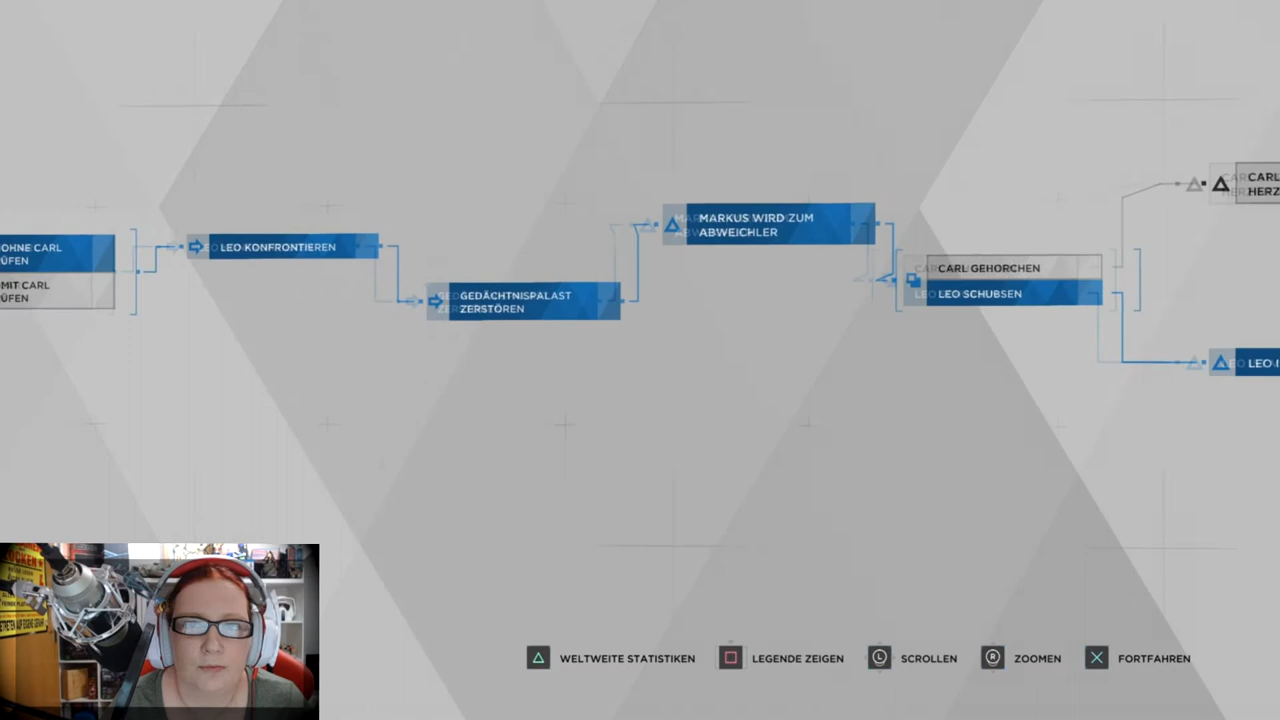 OHNE CARL
ÜFEN
MIT CARL
ÜFEN
LEO KONFRONTIEREN
GEDÄCHTNISPALAST
ZERSTÖREN
MARKUS WIRD ZUM
ABWEICHLER
CARL GEHORCHEN
LEO SCHUBSEN
CARL
HERZ
LEO
WELTWEITE STATISTIKEN
LEGENDE ZEIGEN
L
SCROLLEN
R
ZOOMEN
FORTFAHREN